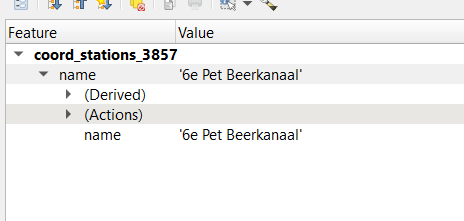 Feature Value
coord_stations_3857
name '6e Pet Beerkanaal'
(Derived)
(Actions)
name '6e Pet Beerkanaal'